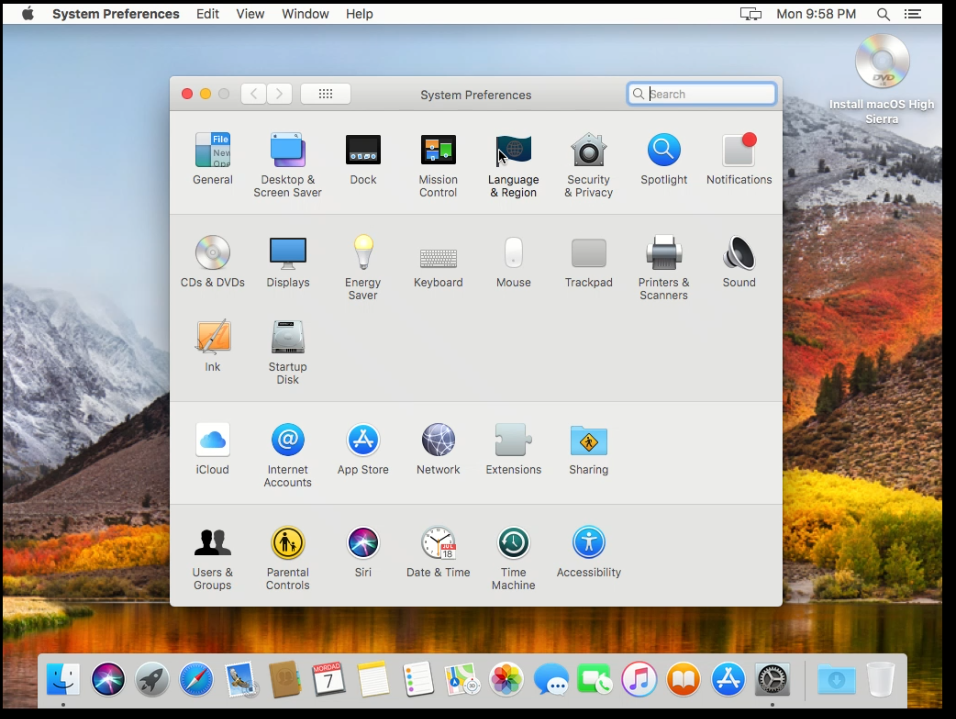 System Preferences Edit View Window Help Mon 9:58 PM
DVD
Install macOS High
Sierra
System Preferences
Search
File
New
General
Desktop &
Screen Saver
Dock
Mission
Control
Language
& Region
Security
& Privacy
Spotlight
Notifications
CDs & DVDs
Displays
Energy
Saver
Keyboard
Mouse
Trackpad
Printers &
Scanners
Sound
Ink
Startup
Disk
iCloud
@
Internet
Accounts
App Store
Network
Extensions
Sharing
Users &
Groups
Parental
Controls
Siri
JUL
18
Date & Time
Time
Machine
Accessibility
MORDAD
7